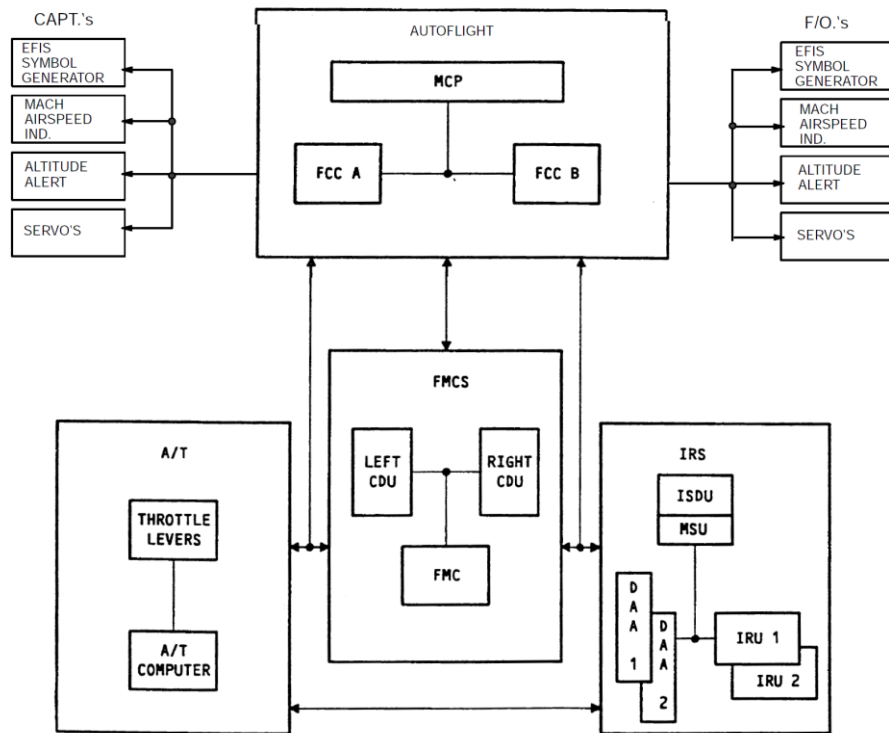 CAPT.'s
EFIS
SYMBOL
GENERATOR
MACH
AIRSPEED
IND.
ALTITUDE
ALERT
SERVO'S
AUTOFLIGHT
MCP
FCC A
FCC B
F/O.'s
EFIS
SYMBOL
GENERATOR
MACH
AIRSPEED
IND.
ALTITUDE
ALERT
SERVO'S
A/T
THROTTLE
LEVERS
A/T
COMPUTER
FMCS
LEFT
CDU
RIGHT
CDU
FMC
IRS
ISDU
MSU
DAA 1
DAA 2
IRU 1
IRU 2